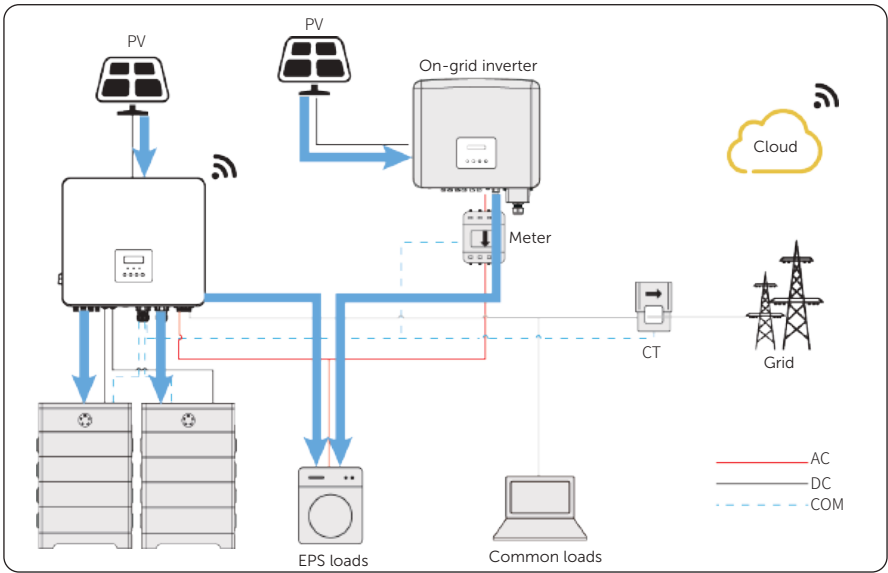 PV
PV
On-grid inverter
Cloud
Meter
CT
Grid
AC
DC
COM
EPS loads
Common loads